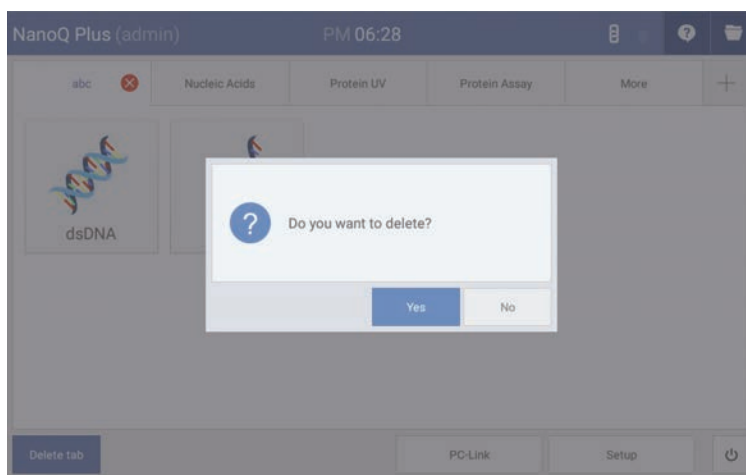 NanoQ Plus (admin) PM 06:28
abc Nucleic Acids Protein UV Protein Assay More
dsDNA
Do you want to delete?
Yes No
Delete tab PC-Link Setup